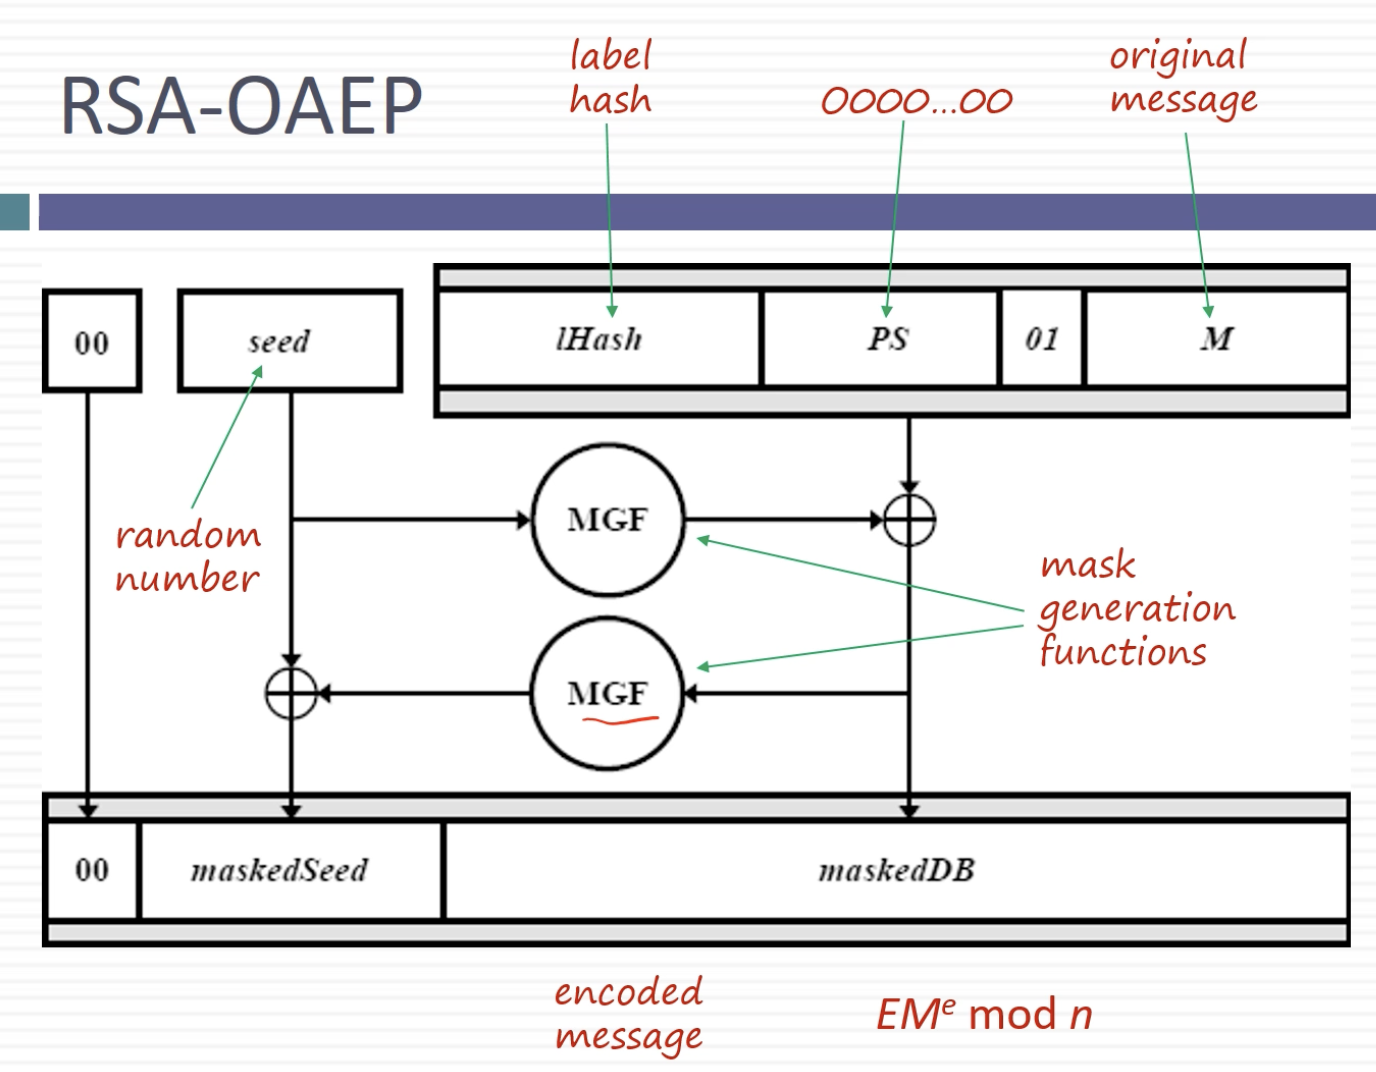 RSA-OAEP
label
hash
0000...00
original
message
00
seed
lHash
PS
01
M
MGF
random
number
mask
generation
functions
MGF
00
maskedSeed
maskedDB
encoded
message
EMᵉ mod n